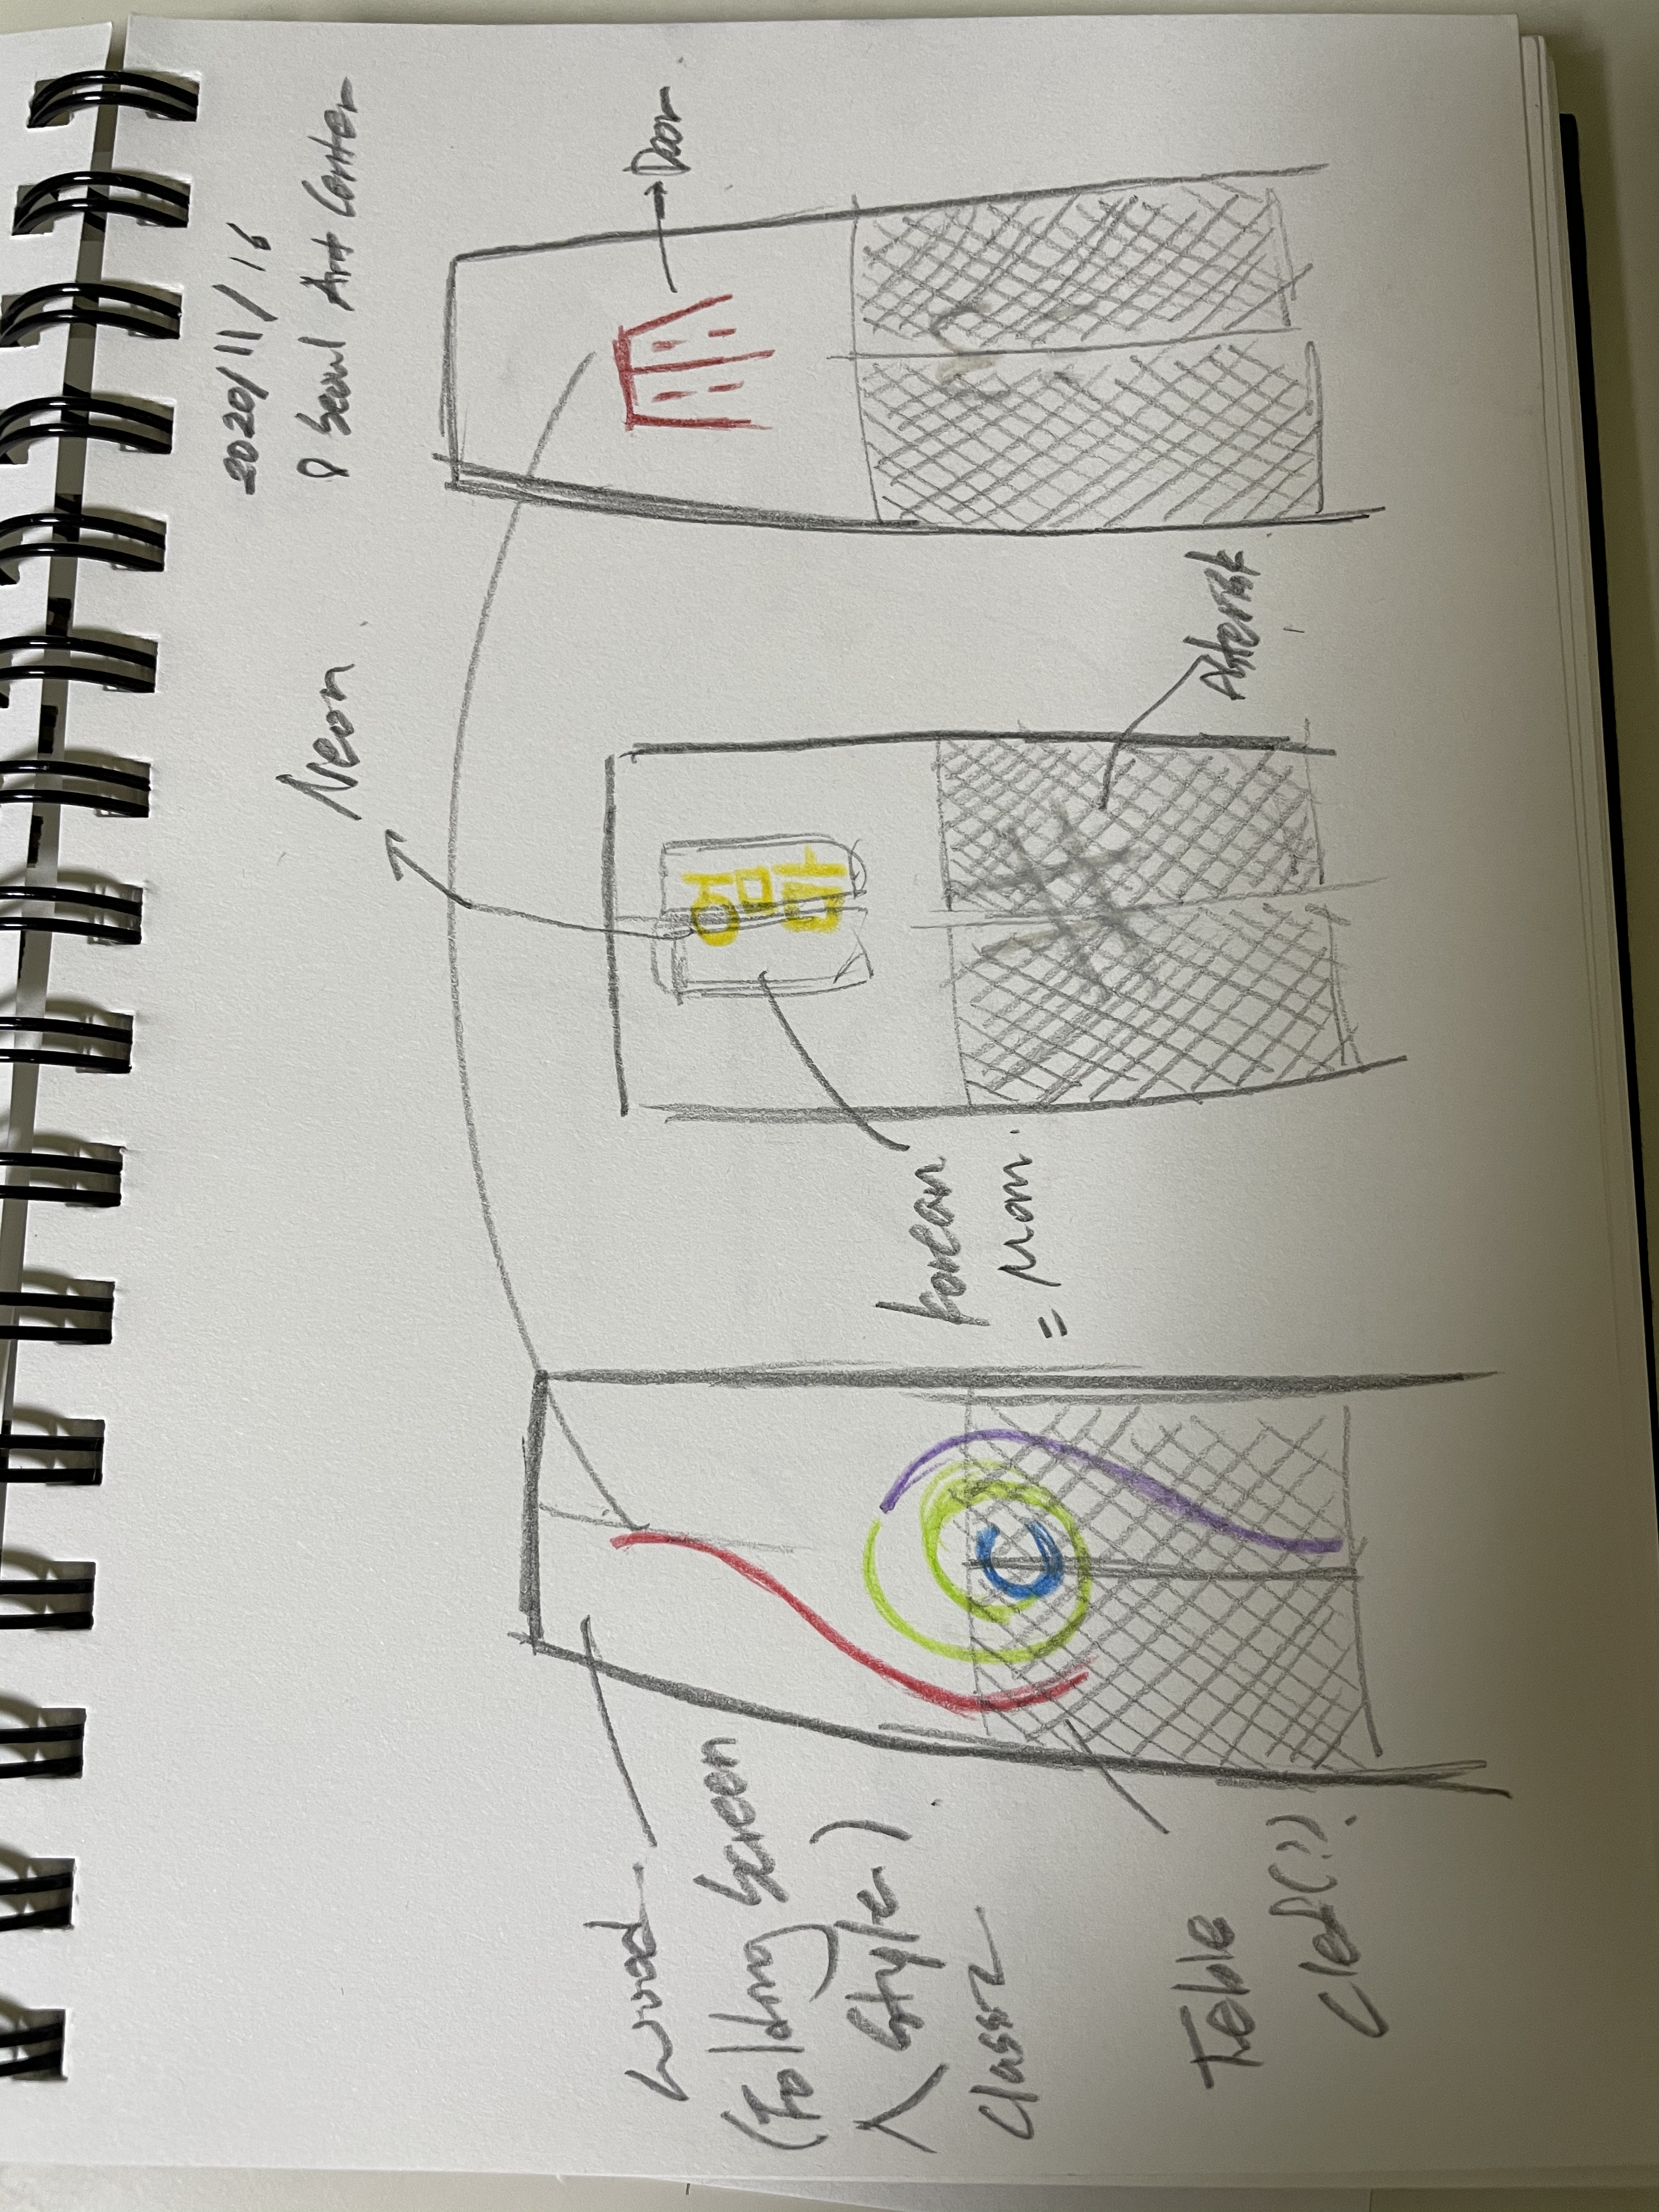 2020/11/16
@ Seoul Art Center
Neon.
Door
엄
마
Asterisk
Korean
= Mom.
Wood
(Folding Screen
Style)
Classic
Table
Cloth(?).